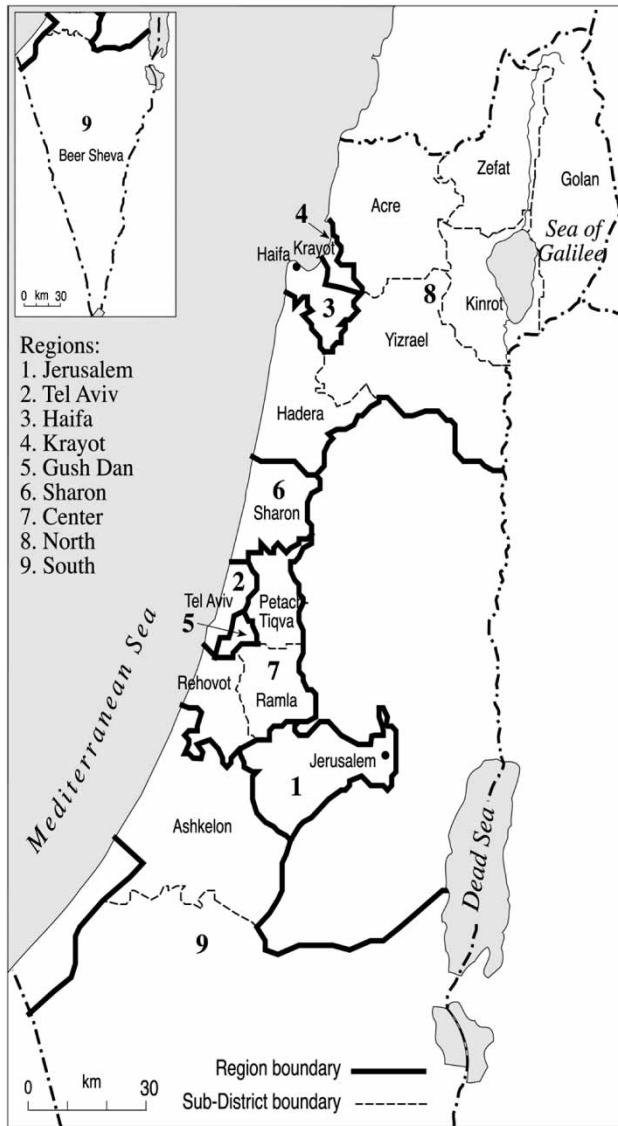 9
Beer Sheva
0 km 30
Zefat
Golan
Acre
Sea of
Galilee
4
Krayot
Haifa
8
Kinrot
3
Yizrael
Regions:
1. Jerusalem
2. Tel Aviv
3. Haifa
4. Krayot
5. Gush Dan
6. Sharon
7. Center
8. North
9. South
Hadera
6
Sharon
2
Tel Aviv
Petach-
Tiqva
5
7
Rehovot
Ramla
Mediterranean Sea
Jerusalem
1
Ashkelon
Dead Sea
9
Region boundary
km
0 30
Sub-District boundary